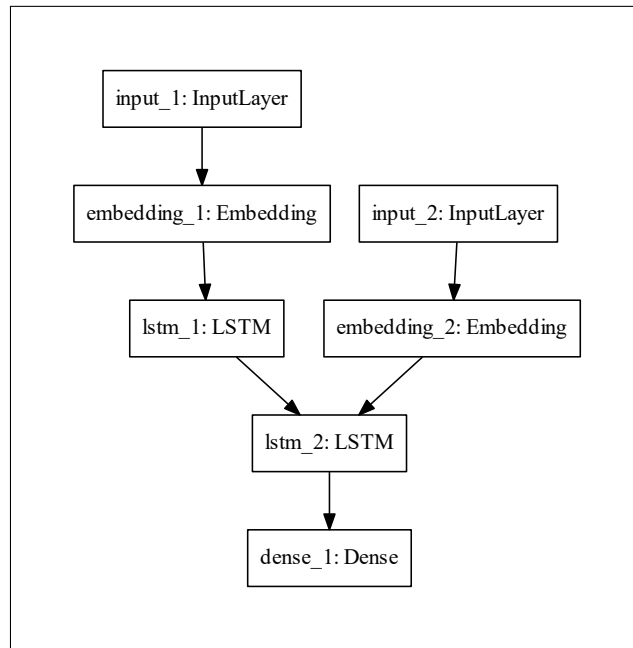 input_1: InputLayer
embedding_1: Embedding
input_2: InputLayer
lstm_1: LSTM
embedding_2: Embedding
lstm_2: LSTM
dense_1: Dense